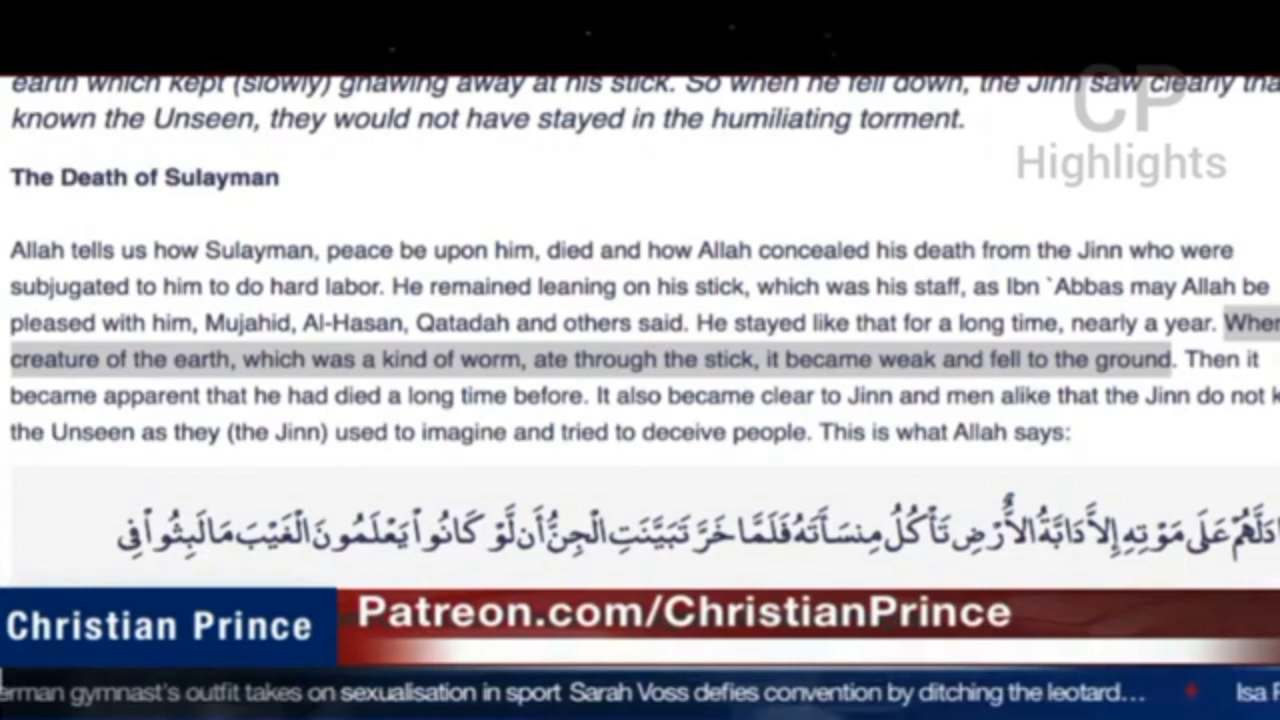 earth which kept (slowly) gnawing away at his stick. So when he fell down, the Jinn saw clearly
CP
Highlights
known the Unseen, they would not have stayed in the humiliating torment.
The Death of Sulayman
Allah tells us how Sulayman, peace be upon him, died and how Allah concealed his death from the Jinn who were
subjugated to him to do hard labor. He remained leaning on his stick, which was his staff, as Ibn `Abbas may Allah be
pleased with him, Mujahid, Al-Hasan, Qatadah and others said. He stayed like that for a long time, nearly a year.
creature of the earth, which was a kind of worm, ate through the stick, it became weak and fell to the ground. Then it
became apparent that he had died a long time before. It also became clear to Jinn and men alike that the Jinn do not
the Unseen as they (the Jinn) used to imagine and tried to deceive people. This is what Allah says:
دَلَّهُمْ عَلَى مَوْتِهِ إِلاَّ دَابَّةُ الاٌّرْضِ تَأْكُلُ مِنسَأَتَهُ فَلَمَّا خَرَّ تَبَيَّنَتِ الْجِنُّ أَن لَّوْ كَانُواْ يَعْلَمُونَ الْغَيْبَ مَا لَبِثُواْ فِى
Christian Prince
Patreon.com/ChristianPrince
gymnast's outfit takes on sexualisation in sport Sarah Voss defies convention by ditching the leotard... Isa